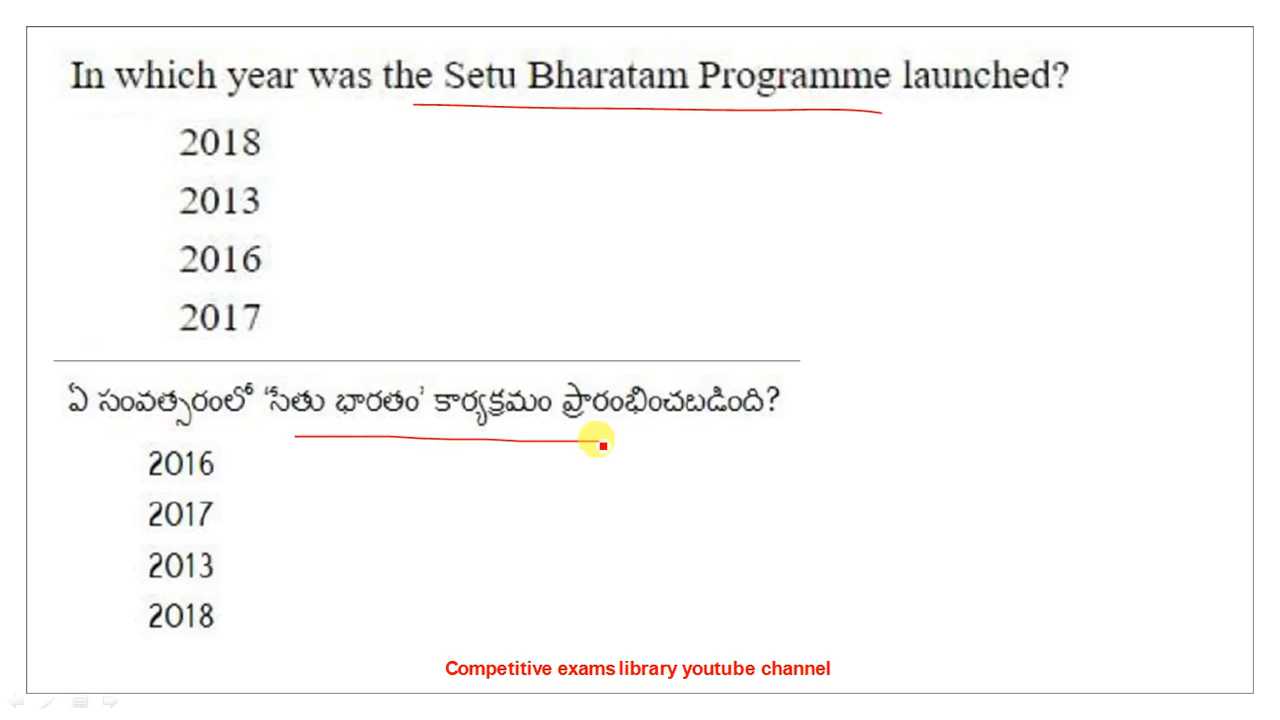 In which year was the Setu Bharatam Programme launched?
2018
2013
2016
2017
ఏ సంవత్సరంలో 'సేతు భారతం' కార్యక్రమం ప్రారంభించబడింది?
2016
2017
2013
2018
Competitive exams library youtube channel